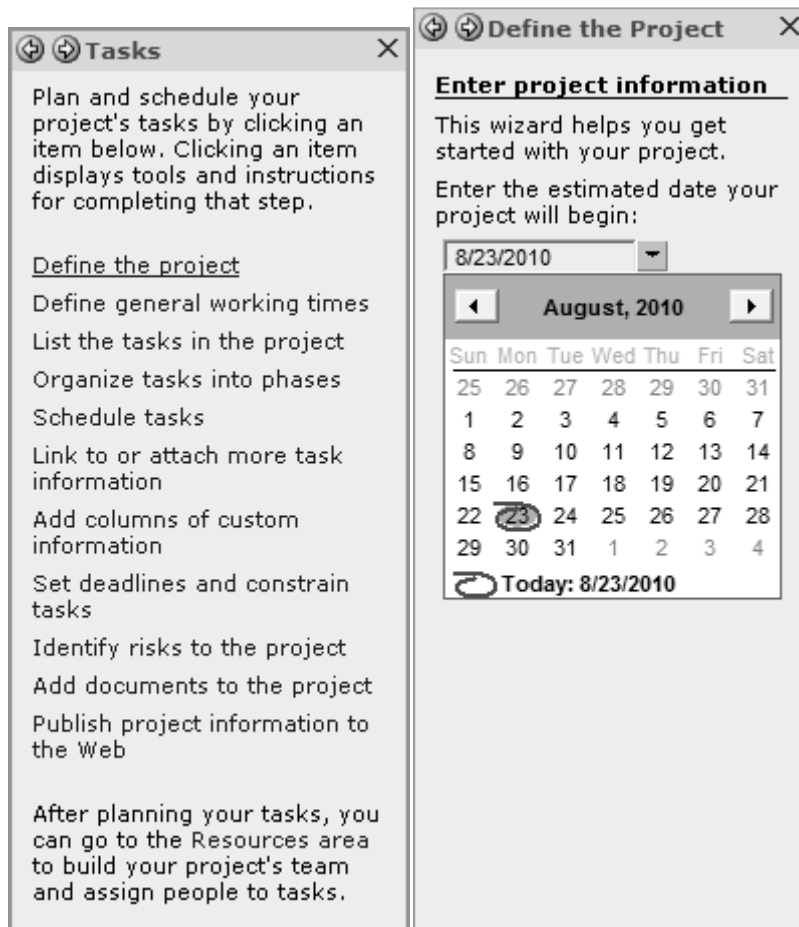 Tasks
Plan and schedule your
project's tasks by clicking an
item below. Clicking an item
displays tools and instructions
for completing that step.
Define the project
Define general working times
List the tasks in the project
Organize tasks into phases
Schedule tasks
Link to or attach more task
information
Add columns of custom
information
Set deadlines and constrain
tasks
Identify risks to the project
Add documents to the project
Publish project information to
the Web
After planning your tasks, you
can go to the Resources area
to build your project's team
and assign people to tasks.
Define the Project
Enter project information
This wizard helps you get
started with your project.
Enter the estimated date your
project will begin:
8/23/2010
August, 2010
Sun Mon Tue Wed Thu Fri Sat
25 26 27 28 29 30 31
1 2 3 4 5 6 7
8 9 10 11 12 13 14
15 16 17 18 19 20 21
22 23 24 25 26 27 28
29 30 31 1 2 3 4
Today: 8/23/2010